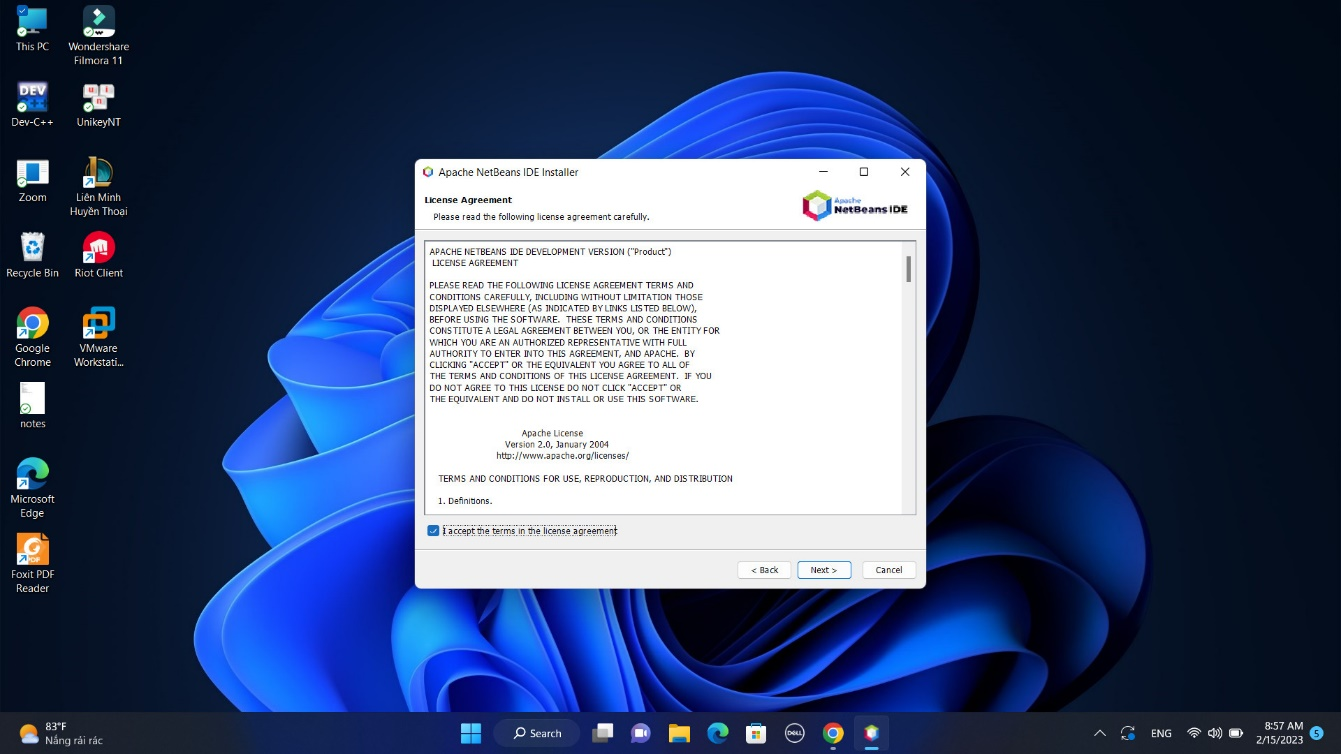 This PC
Wondershare
Filmora 11
DEV
C++
Dev-C++
UnikeyNT
Zoom
Liên Minh
Huyền Thoại
Recycle Bin
Riot Client
Google
Chrome
VMware
Workstati...
notes
Microsoft
Edge
PDF
Foxit PDF
Reader
Apache NetBeans IDE Installer
License Agreement
Please read the following license agreement carefully.
Apache
NetBeans IDE
APACHE NETBEANS IDE DEVELOPMENT VERSION ("Product")
LICENSE AGREEMENT
PLEASE READ THE FOLLOWING LICENSE AGREEMENT TERMS AND
CONDITIONS CAREFULLY, INCLUDING WITHOUT LIMITATION THOSE
DISPLAYED ELSEWHERE (AS INDICATED BY LINKS LISTED BELOW),
BEFORE USING THE SOFTWARE.  THESE TERMS AND CONDITIONS
CONSTITUTE A LEGAL AGREEMENT BETWEEN YOU, OR THE ENTITY FOR
WHICH YOU ARE AN AUTHORIZED REPRESENTATIVE WITH FULL
AUTHORITY TO ENTER INTO THIS AGREEMENT, AND APACHE.  BY
CLICKING "ACCEPT" OR THE EQUIVALENT YOU AGREE TO ALL OF
THE TERMS AND CONDITIONS OF THIS LICENSE AGREEMENT.  IF YOU
DO NOT AGREE TO THIS LICENSE DO NOT CLICK "ACCEPT" OR
THE EQUIVALENT AND DO NOT INSTALL OR USE THIS SOFTWARE.
Apache License
Version 2.0, January 2004
http://www.apache.org/licenses/
TERMS AND CONDITIONS FOR USE, REPRODUCTION, AND DISTRIBUTION
1. Definitions.
I accept the terms in the license agreement
< Back
Next >
Cancel
83°F
Nắng rải rác
Search
DELL
ENG
8:57 AM
2/15/2023
5